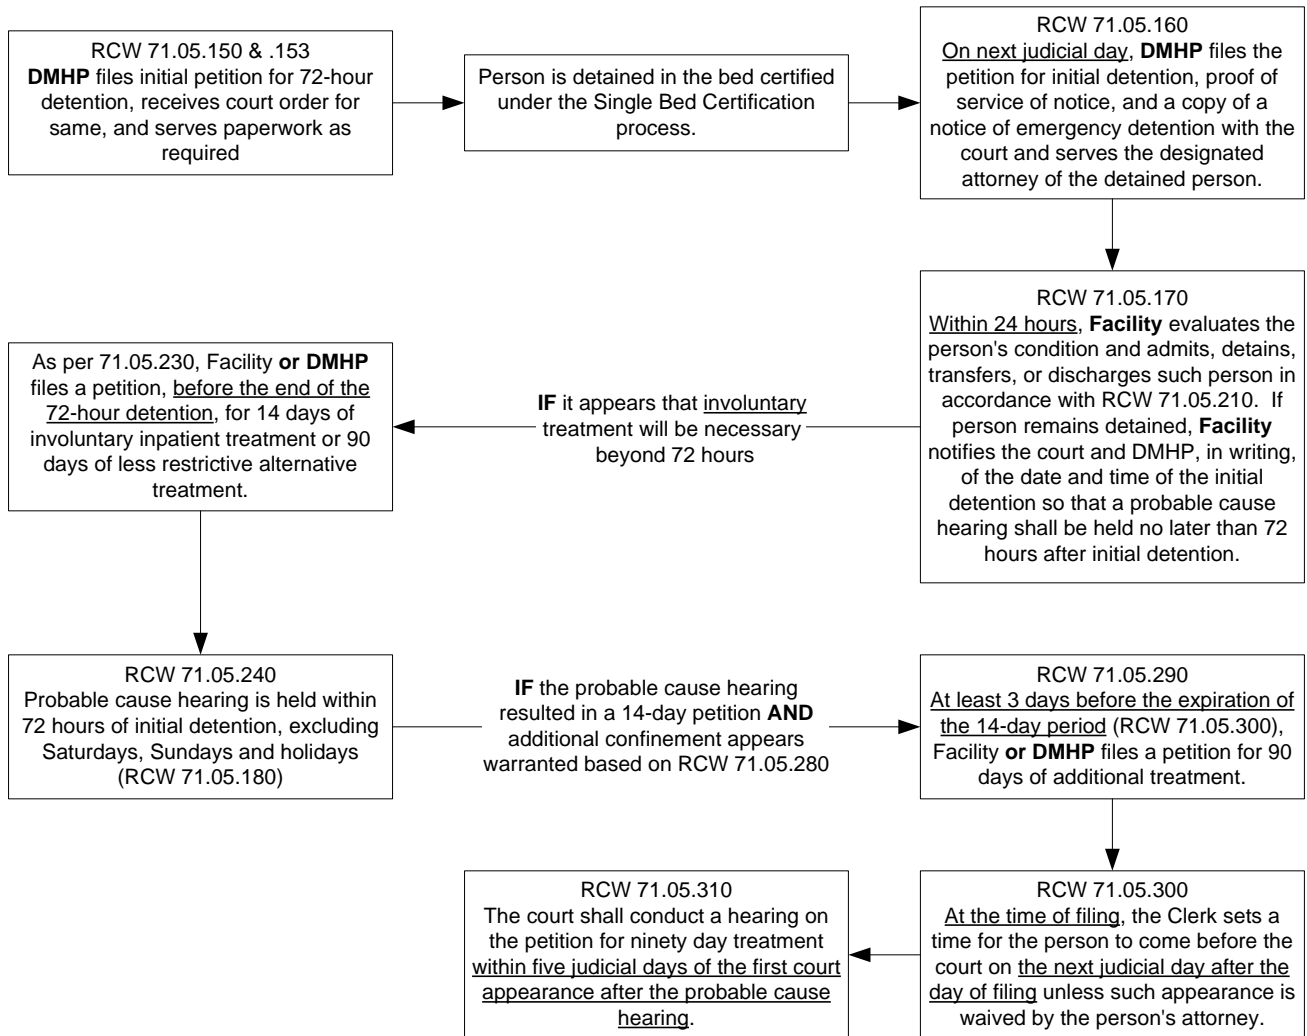 RCW 71.05.150 & .153
DMHP files initial petition for 72-hour
detention, receives court order for
same, and serves paperwork as
required
Person is detained in the bed certified
under the Single Bed Certification
process.
RCW 71.05.160
On next judicial day, DMHP files the
petition for initial detention, proof of
service of notice, and a copy of a
notice of emergency detention with the
court and serves the designated
attorney of the detained person.
RCW 71.05.170
Within 24 hours, Facility evaluates the
person's condition and admits, detains,
transfers, or discharges such person in
accordance with RCW 71.05.210.  If
person remains detained, Facility
notifies the court and DMHP, in writing,
of the date and time of the initial
detention so that a probable cause
hearing shall be held no later than 72
hours after initial detention.
IF it appears that involuntary
treatment will be necessary
beyond 72 hours
As per 71.05.230, Facility or DMHP
files a petition, before the end of the
72-hour detention, for 14 days of
involuntary inpatient treatment or 90
days of less restrictive alternative
treatment.
RCW 71.05.240
Probable cause hearing is held within
72 hours of initial detention, excluding
Saturdays, Sundays and holidays
(RCW 71.05.180)
IF the probable cause hearing
resulted in a 14-day petition AND
additional confinement appears
warranted based on RCW 71.05.280
RCW 71.05.290
At least 3 days before the expiration of
the 14-day period (RCW 71.05.300),
Facility or DMHP files a petition for 90
days of additional treatment.
RCW 71.05.300
At the time of filing, the Clerk sets a
time for the person to come before the
court on the next judicial day after the
day of filing unless such appearance is
waived by the person's attorney.
RCW 71.05.310
The court shall conduct a hearing on
the petition for ninety day treatment
within five judicial days of the first court
appearance after the probable cause
hearing.